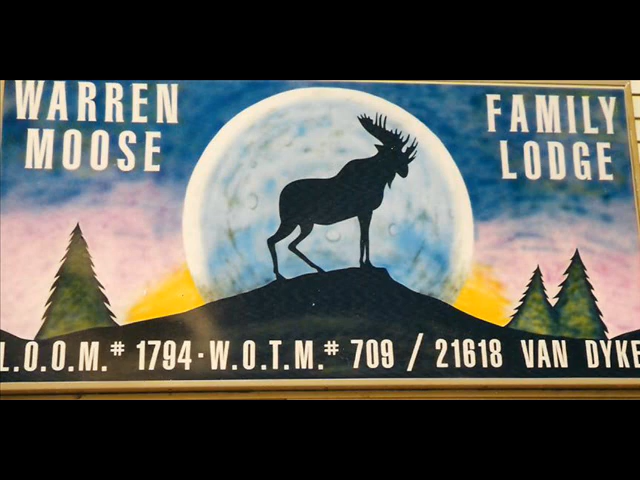 WARREN
MOOSE
FAMILY
LODGE
L.O.O.M.# 1794 · W.O.T.M.# 709 / 21618 VAN DYKE